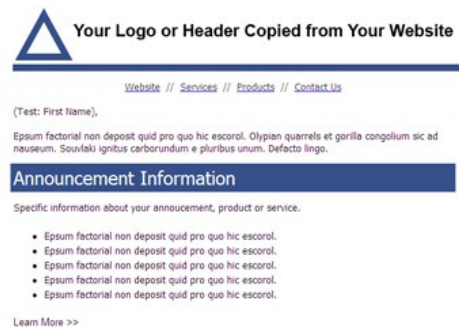 Your Logo or Header Copied from Your Website
Website // Services // Products // Contact Us
(Test: First Name),
Epsum factorial non deposit quid pro quo hic escorol. Olypian quarrels et gorilla congolium sic ad
nauseum. Souvlaki ignitus carborundum e pluribus unum. Defacto lingo.
Announcement Information
Specific information about your annoucement, product or service.
• Epsum factorial non deposit quid pro quo hic escorol.
• Epsum factorial non deposit quid pro quo hic escorol.
• Epsum factorial non deposit quid pro quo hic escorol.
• Epsum factorial non deposit quid pro quo hic escorol.
• Epsum factorial non deposit quid pro quo hic escorol.
Learn More >>